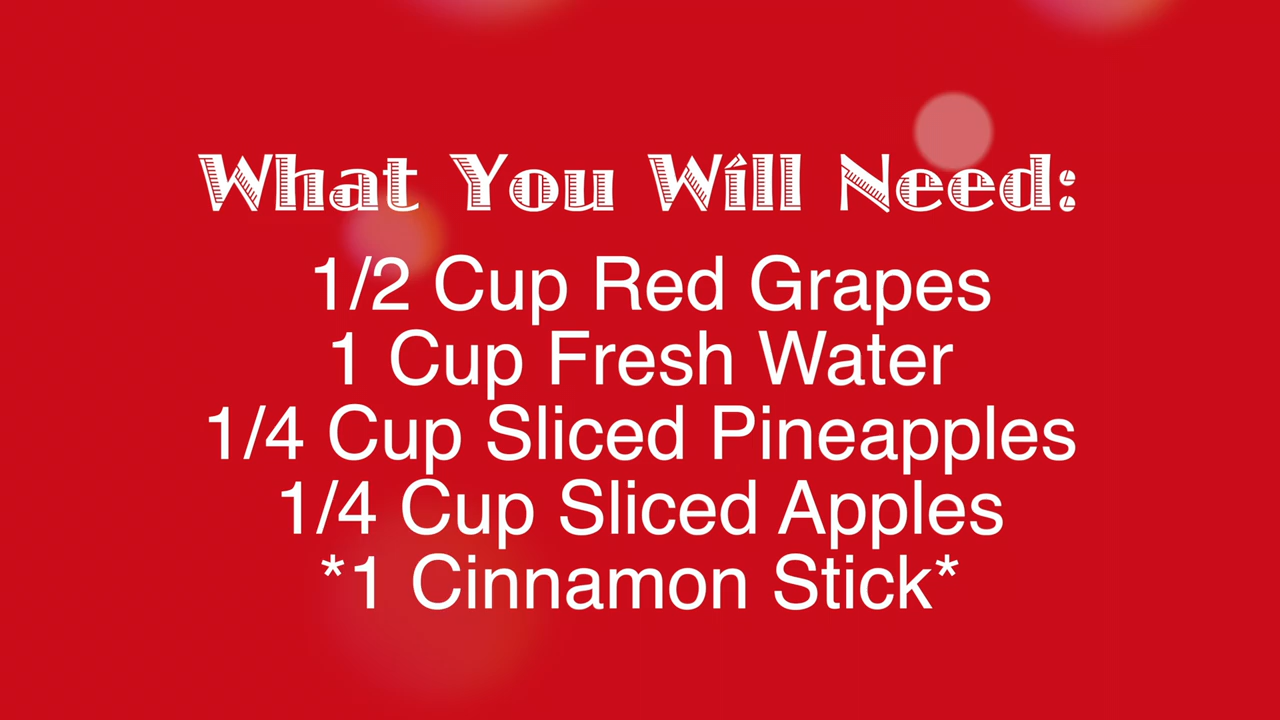 What You Will Need:
1/2 Cup Red Grapes
1 Cup Fresh Water
1/4 Cup Sliced Pineapples
1/4 Cup Sliced Apples
*1 Cinnamon Stick*